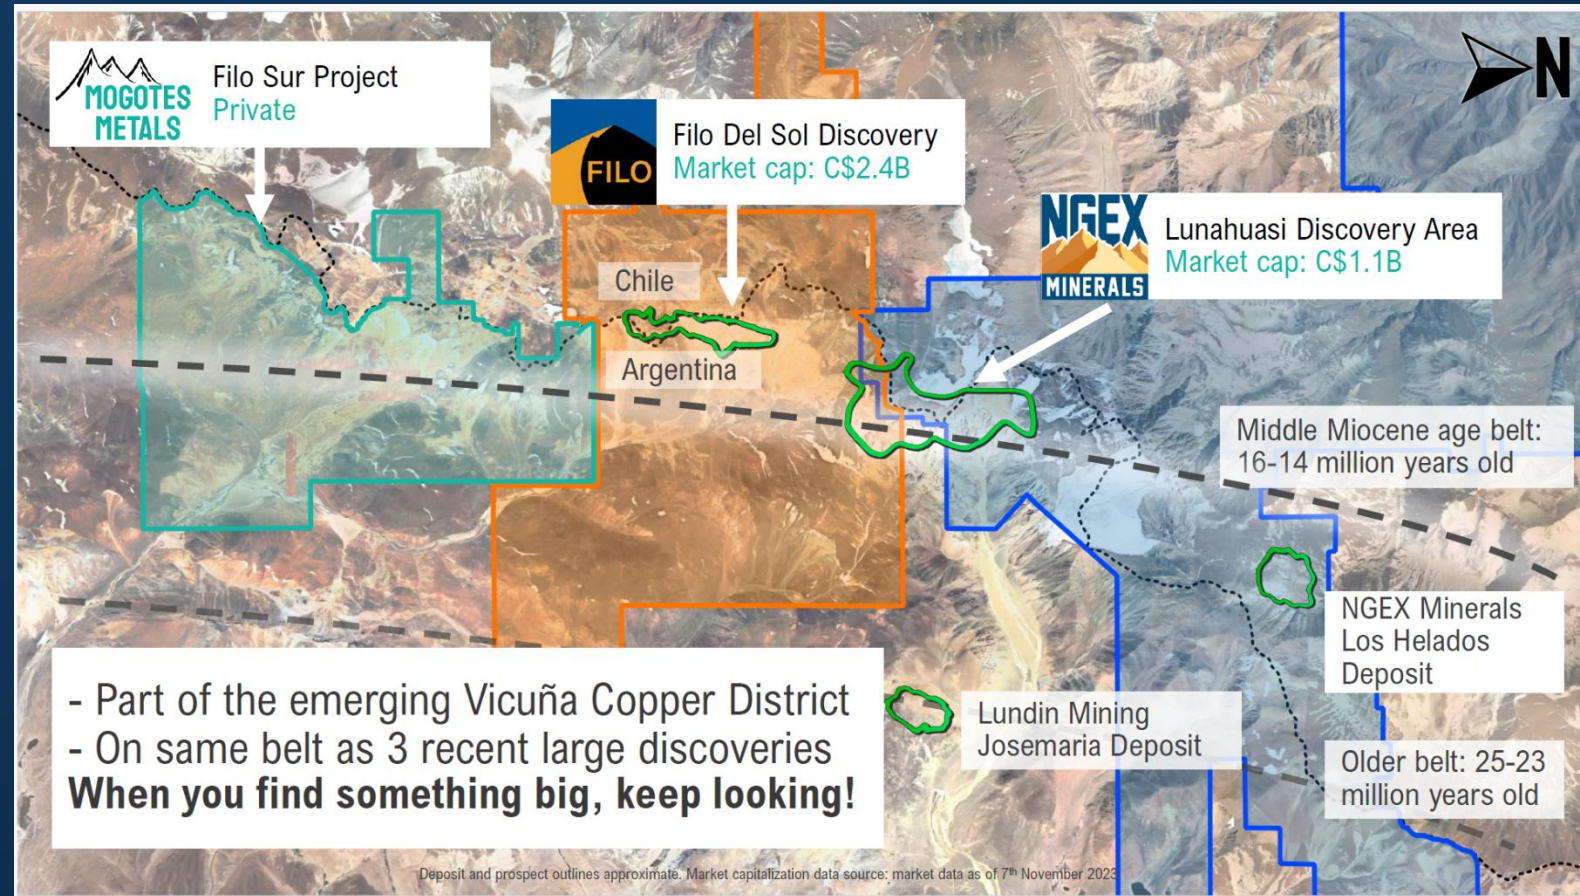 MOGOTES
METALS
Filo Sur Project
Private
FILO
Filo Del Sol Discovery
Market cap: C$2.4B
NGEX
MINERALS
Lunahuasi Discovery Area
Market cap: C$1.1B
N
Chile
Argentina
Middle Miocene age belt:
16-14 million years old
NGEX Minerals
Los Helados
Deposit
Lundin Mining
Josemaria Deposit
Older belt: 25-23
million years old
- Part of the emerging Vicuña Copper District
- On same belt as 3 recent large discoveries
When you find something big, keep looking!
Deposit and prospect outlines approximate. Market capitalization data source: market data as of 7th November 2023